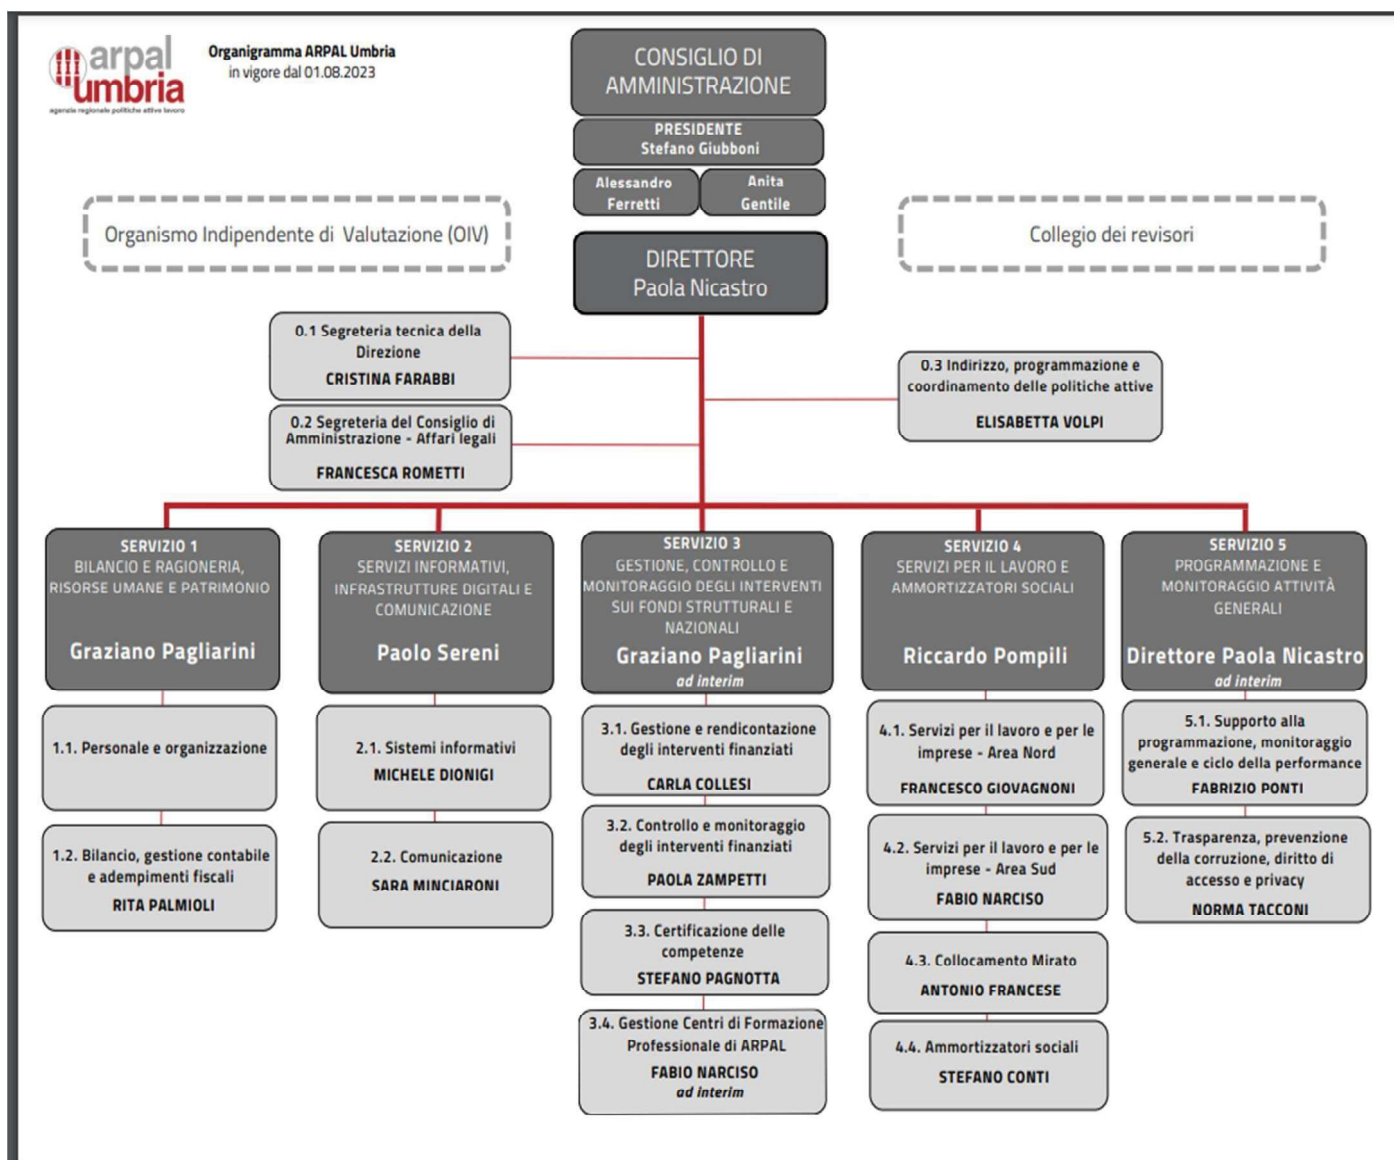 arpal
umbria
agenzia regionale politiche attive lavoro
Organigramma ARPAL Umbria
in vigore dal 01.08.2023
CONSIGLIO DI
AMMINISTRAZIONE
PRESIDENTE
Stefano Giubboni
Alessandro
Ferretti
Anita
Gentile
Organismo Indipendente di Valutazione (OIV)
Collegio dei revisori
DIRETTORE
Paola Nicastro
0.1 Segreteria tecnica della
Direzione
CRISTINA FARABBI
0.2 Segreteria del Consiglio di
Amministrazione - Affari legali
FRANCESCA ROMETTI
0.3 Indirizzo, programmazione e
coordinamento delle politiche attive
ELISABETTA VOLPI
SERVIZIO 1
BILANCIO E RAGIONERIA,
RISORSE UMANE E PATRIMONIO
Graziano Pagliarini
1.1. Personale e organizzazione
1.2. Bilancio, gestione contabile
e adempimenti fiscali
RITA PALMIOLI
SERVIZIO 2
SERVIZI INFORMATIVI,
INFRASTRUTTURE DIGITALI E
COMUNICAZIONE
Paolo Sereni
2.1. Sistemi informativi
MICHELE DIONIGI
2.2. Comunicazione
SARA MINCIARONI
SERVIZIO 3
GESTIONE, CONTROLLO E
MONITORAGGIO DEGLI INTERVENTI
SUI FONDI STRUTTURALI E
NAZIONALI
Graziano Pagliarini
ad interim
3.1. Gestione e rendicontazione
degli interventi finanziati
CARLA COLLESI
3.2. Controllo e monitoraggio
degli interventi finanziati
PAOLA ZAMPETTI
3.3. Certificazione delle
competenze
STEFANO PAGNOTTA
3.4. Gestione Centri di Formazione
Professionale di ARPAL
FABIO NARCISO
ad interim
SERVIZIO 4
SERVIZI PER IL LAVORO E
AMMORTIZZATORI SOCIALI
Riccardo Pompili
4.1. Servizi per il lavoro e per le
imprese - Area Nord
FRANCESCO GIOVAGNONI
4.2. Servizi per il lavoro e per le
imprese - Area Sud
FABIO NARCISO
4.3. Collocamento Mirato
ANTONIO FRANCESE
4.4. Ammortizzatori sociali
STEFANO CONTI
SERVIZIO 5
PROGRAMMAZIONE E
MONITORAGGIO ATTIVITÀ
GENERALI
Direttore Paola Nicastro
ad interim
5.1. Supporto alla
programmazione, monitoraggio
generale e ciclo della performance
FABRIZIO PONTI
5.2. Trasparenza, prevenzione
della corruzione, diritto di
accesso e privacy
NORMA TACCONI